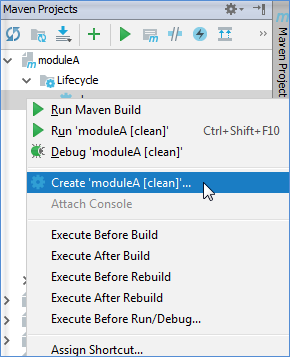 Maven Projects
moduleA
Lifecycle
Run Maven Build
Run 'moduleA [clean]' Ctrl+Shift+F10
Debug 'moduleA [clean]'
Create 'moduleA [clean]'...
Attach Console
Execute Before Build
Execute After Build
Execute Before Rebuild
Execute After Rebuild
Execute Before Run/Debug...
Assign Shortcut...
Maven Project